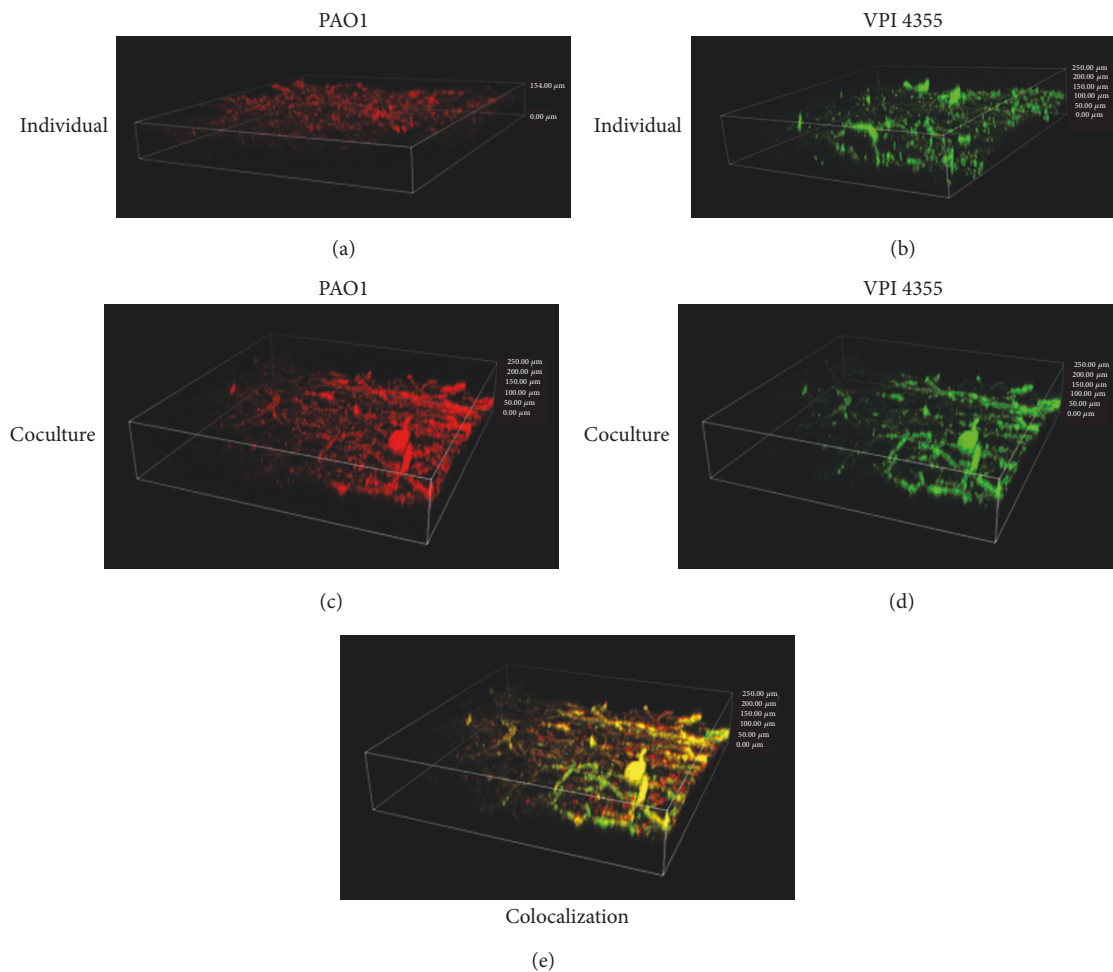 PAO1
VPI 4355
Individual
154.00 µm
0.00 µm
Individual
250.00 µm
200.00 µm
150.00 µm
100.00 µm
50.00 µm
0.00 µm
(a)
(b)
PAO1
VPI 4355
Coculture
250.00 µm
200.00 µm
150.00 µm
100.00 µm
50.00 µm
0.00 µm
Coculture
250.00 µm
200.00 µm
150.00 µm
100.00 µm
50.00 µm
0.00 µm
(c)
(d)
250.00 µm
200.00 µm
150.00 µm
100.00 µm
50.00 µm
0.00 µm
Colocalization
(e)